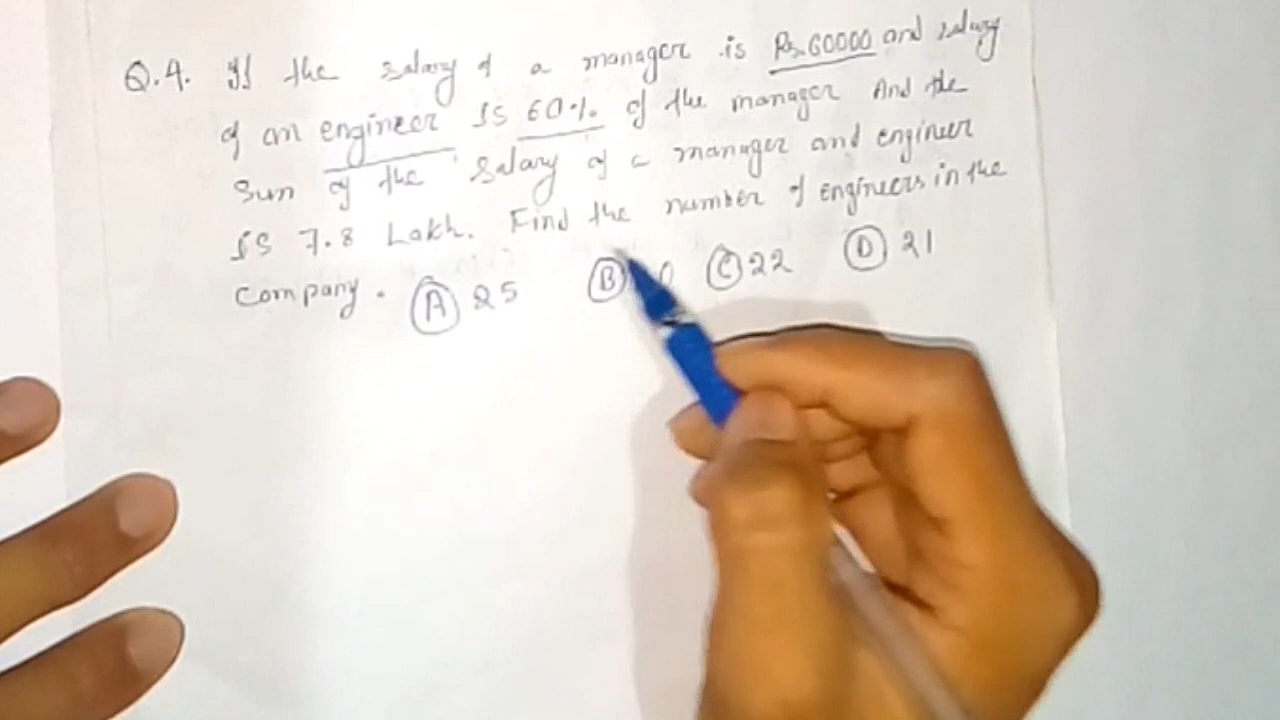 Q.4. If the salary of a manager is Rs.60000 and salary
of an engineer is 60% of the manager And the
Sum of the salary of a manager and engineer
is 7.8 Lakh. Find the number of engineers in the
Company. (A) 25 (B) 0 (C) 22 (D) 21